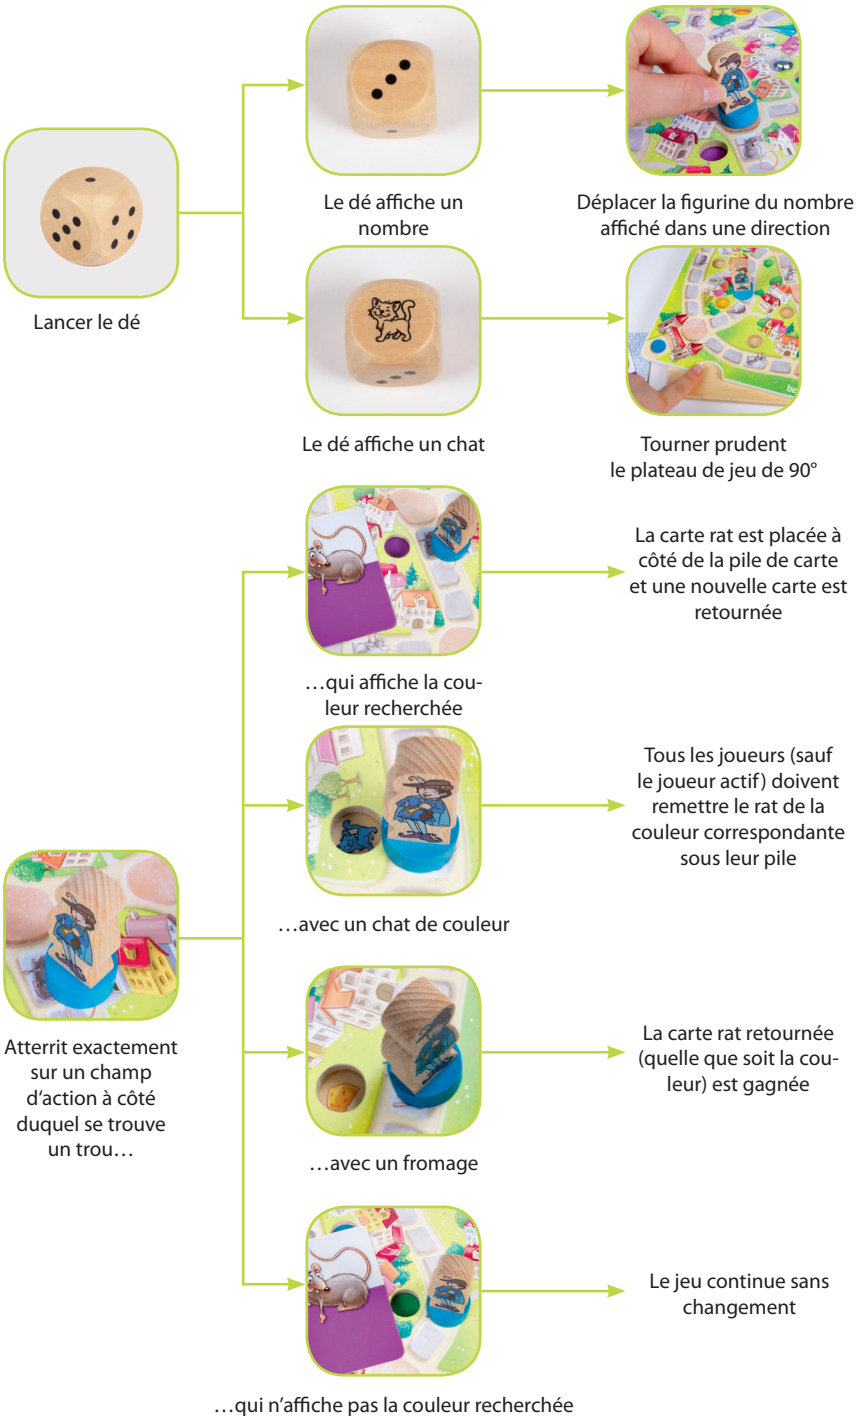 Le dé affiche un
nombre
Déplacer la figurine du nombre
affiché dans une direction
Lancer le dé
Le dé affiche un chat
Tourner prudent
le plateau de jeu de 90°
La carte rat est placée à
côté de la pile de carte
et une nouvelle carte est
retournée
…qui affiche la cou-
leur recherchée
Tous les joueurs (sauf
le joueur actif) doivent
remettre le rat de la
couleur correspondante
sous leur pile
…avec un chat de couleur
Atterrit exactement
sur un champ
d‘action à côté
duquel se trouve
un trou…
La carte rat retournée
(quelle que soit la cou-
leur) est gagnée
…avec un fromage
Le jeu continue sans
changement
…qui n’affiche pas la couleur recherchée